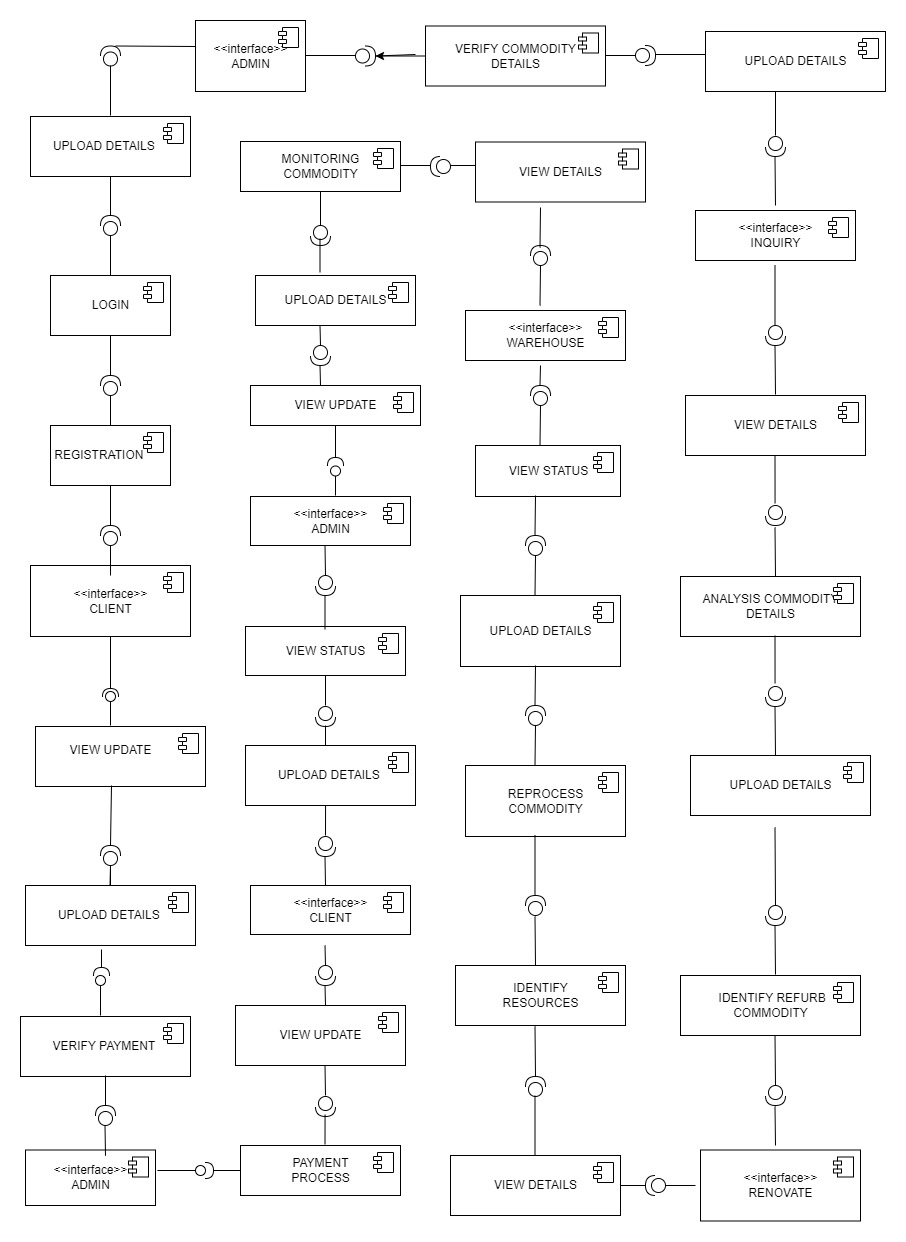 <<interface>>
ADMIN
VERIFY COMMODITY
DETAILS
UPLOAD DETAILS
UPLOAD DETAILS
MONITORING
COMMODITY
VIEW DETAILS
<<interface>>
INQUIRY
LOGIN
UPLOAD DETAILS
<<interface>>
WAREHOUSE
VIEW UPDATE
VIEW DETAILS
REGISTRATION
VIEW STATUS
<<interface>>
ADMIN
<<interface>>
CLIENT
ANALYSIS COMMODITY
DETAILS
UPLOAD DETAILS
VIEW STATUS
VIEW UPDATE
UPLOAD DETAILS
REPROCESS
COMMODITY
UPLOAD DETAILS
UPLOAD DETAILS
<<interface>>
CLIENT
IDENTIFY
RESOURCES
IDENTIFY REFURB
COMMODITY
VERIFY PAYMENT
VIEW UPDATE
<<interface>>
ADMIN
PAYMENT
PROCESS
VIEW DETAILS
<<interface>>
RENOVATE